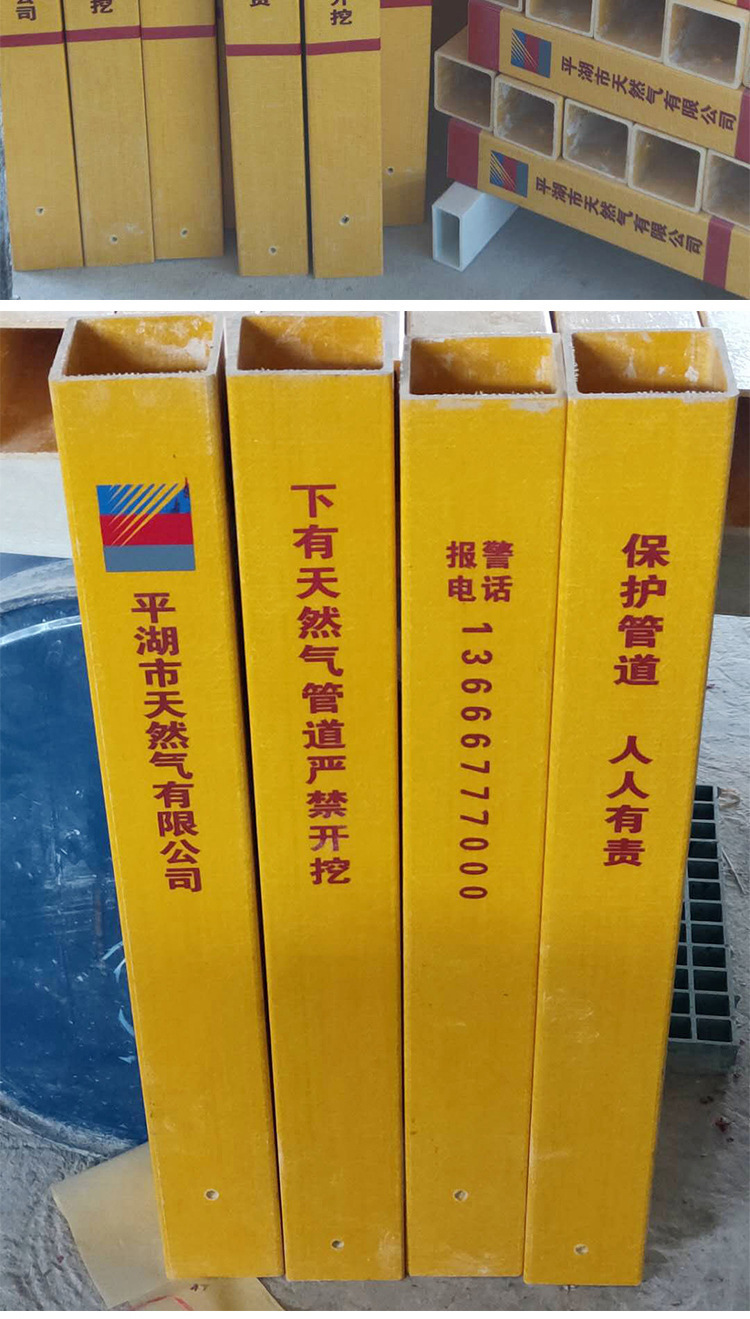 司
挖
责
开挖
平湖市天然气有限公司
平湖市天然气有限公司
平湖市天然气有限公司
下有天然气管道严禁开挖
报警
电话
13666777000
保护管道 人人有责